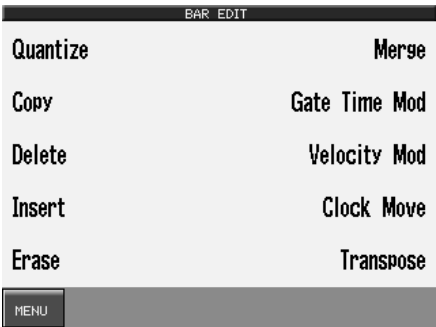 BAR EDIT
Quantize Merge
Copy Gate Time Mod
Delete Velocity Mod
Insert Clock Move
Erase Transpose
MENU